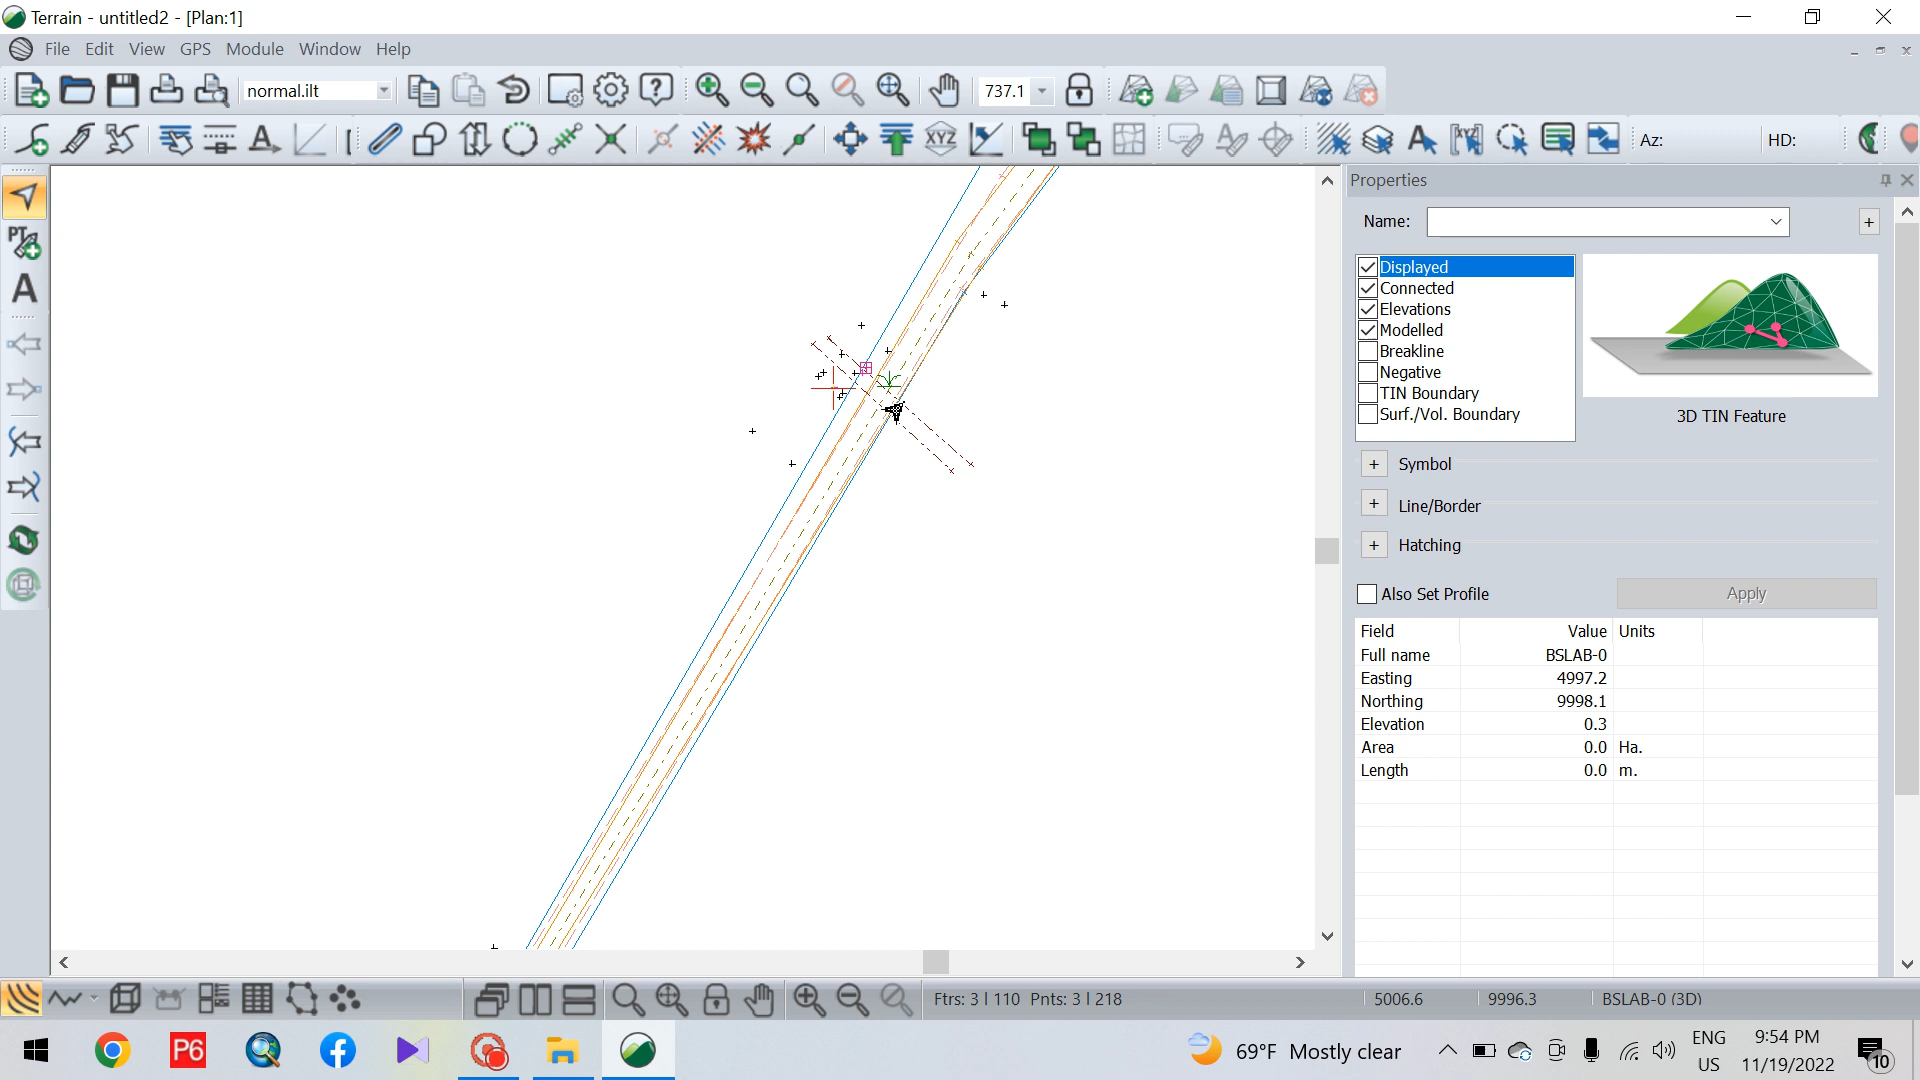 Terrain - untitled2 - [Plan:1]
File Edit View GPS Module Window Help
normal.ilt
737.1
Az:
HD:
XYZ
XYZ
PT
A
Properties
Name:
Displayed
Connected
Elevations
Modelled
Breakline
Negative
TIN Boundary
Surf./Vol. Boundary
3D TIN Feature
+ Symbol
+ Line/Border
+ Hatching
Also Set Profile
Apply
Field Value Units
Full name BSLAB-0
Easting 4997.2
Northing 9998.1
Elevation 0.3
Area 0.0 Ha.
Length 0.0 m.
Ftrs: 3 | 110 Pnts: 3 | 218
5006.6
9996.3
BSLAB-0 (3D)
P6
69°F Mostly clear
ENG
US
9:54 PM
11/19/2022
10